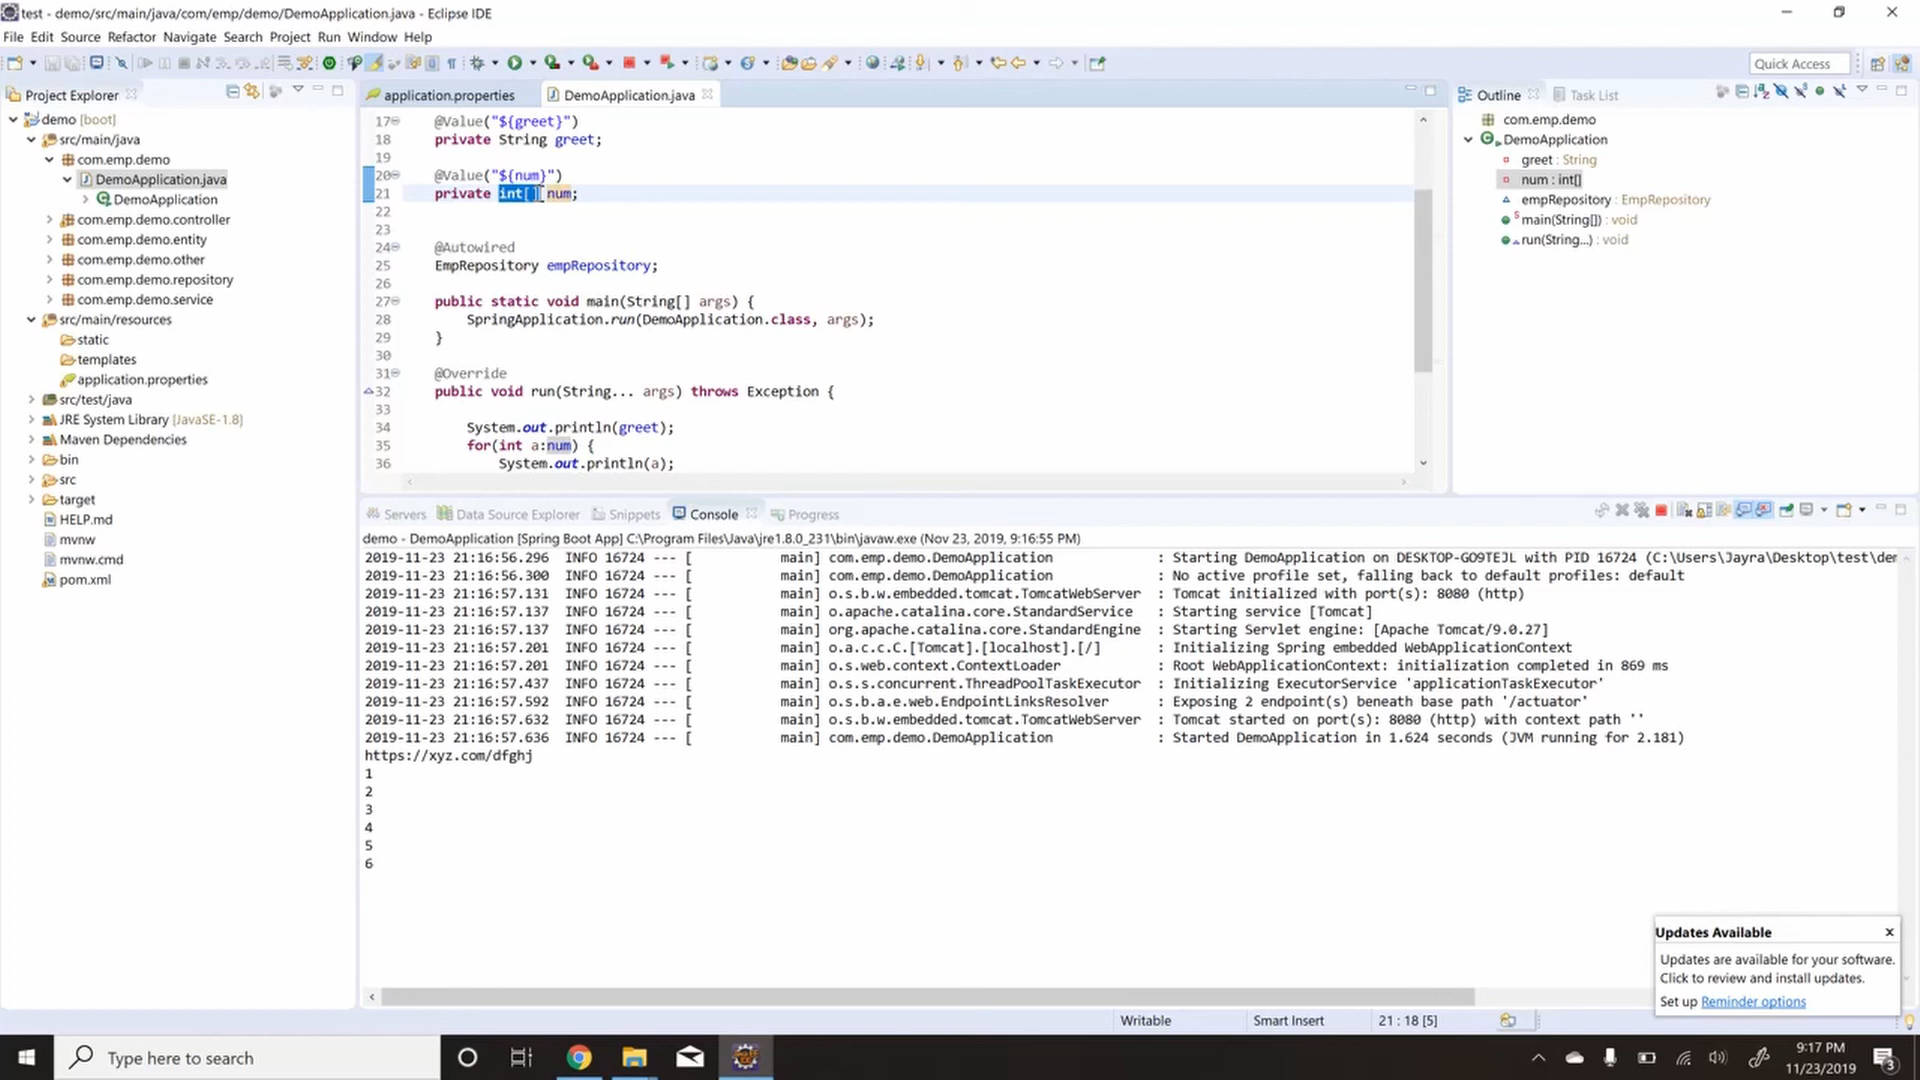 test - demo/src/main/java/com/emp/demo/DemoApplication.java - Eclipse IDE
File Edit Source Refactor Navigate Search Project Run Window Help
Quick Access
Project Explorer
demo [boot]
src/main/java
com.emp.demo
DemoApplication.java
DemoApplication
com.emp.demo.controller
com.emp.demo.entity
com.emp.demo.other
com.emp.demo.repository
com.emp.demo.service
src/main/resources
static
templates
application.properties
src/test/java
JRE System Library [JavaSE-1.8]
Maven Dependencies
bin
src
target
HELP.md
mvnw
mvnw.cmd
pom.xml
application.properties DemoApplication.java
17 @Value("${greet}")
18 private String greet;
19
20 @Value("${num}")
21 private int[] num;
22
23
24 @Autowired
25 EmpRepository empRepository;
26
27 public static void main(String[] args) {
28 SpringApplication.run(DemoApplication.class, args);
29 }
30
31 @Override
32 public void run(String... args) throws Exception {
33
34 System.out.println(greet);
35 for(int a:num) {
36 System.out.println(a);
Outline Task List
com.emp.demo
DemoApplication
greet : String
num : int[]
empRepository : EmpRepository
main(String[]) : void
run(String...) : void
Servers Data Source Explorer Snippets Console Progress
demo - DemoApplication [Spring Boot App] C:\Program Files\Java\jre1.8.0_231\bin\javaw.exe (Nov 23, 2019, 9:16:55 PM)
2019-11-23 21:16:56.296 INFO 16724 --- [ main] com.emp.demo.DemoApplication : Starting DemoApplication on DESKTOP-GO9TEJL with PID 16724 (C:\Users\Jayra\Desktop\test\dem
2019-11-23 21:16:56.300 INFO 16724 --- [ main] com.emp.demo.DemoApplication : No active profile set, falling back to default profiles: default
2019-11-23 21:16:57.131 INFO 16724 --- [ main] o.s.b.w.embedded.tomcat.TomcatWebServer : Tomcat initialized with port(s): 8080 (http)
2019-11-23 21:16:57.137 INFO 16724 --- [ main] o.apache.catalina.core.StandardService : Starting service [Tomcat]
2019-11-23 21:16:57.137 INFO 16724 --- [ main] org.apache.catalina.core.StandardEngine : Starting Servlet engine: [Apache Tomcat/9.0.27]
2019-11-23 21:16:57.201 INFO 16724 --- [ main] o.a.c.c.C.[Tomcat].[localhost].[/] : Initializing Spring embedded WebApplicationContext
2019-11-23 21:16:57.201 INFO 16724 --- [ main] o.s.web.context.ContextLoader : Root WebApplicationContext: initialization completed in 869 ms
2019-11-23 21:16:57.437 INFO 16724 --- [ main] o.s.s.concurrent.ThreadPoolTaskExecutor : Initializing ExecutorService 'applicationTaskExecutor'
2019-11-23 21:16:57.592 INFO 16724 --- [ main] o.s.b.a.e.web.EndpointLinksResolver : Exposing 2 endpoint(s) beneath base path '/actuator'
2019-11-23 21:16:57.632 INFO 16724 --- [ main] o.s.b.w.embedded.tomcat.TomcatWebServer : Tomcat started on port(s): 8080 (http) with context path ''
2019-11-23 21:16:57.636 INFO 16724 --- [ main] com.emp.demo.DemoApplication : Started DemoApplication in 1.624 seconds (JVM running for 2.181)
https://xyz.com/dfghj
1
2
3
4
5
6
Updates Available
Updates are available for your software.
Click to review and install updates.
Set up Reminder options
Writable Smart Insert 21 : 18 [5]
Type here to search
9:17 PM
11/23/2019
3